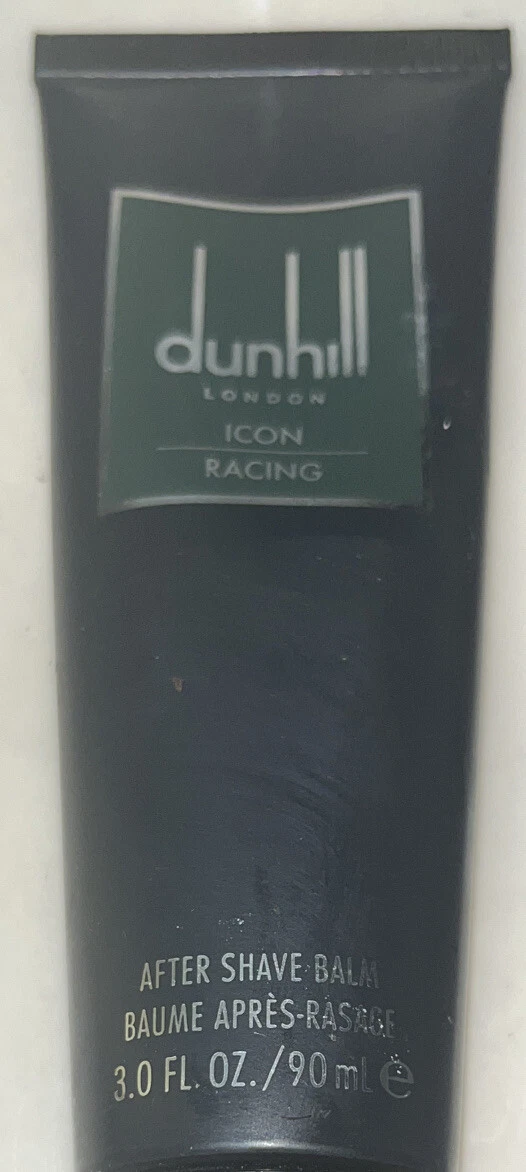 dunhill
LONDON
ICON
RACING
AFTER SHAVE BALM
BAUME APRÈS-RASAGE
3.0 FL. OZ./90 mL ℮